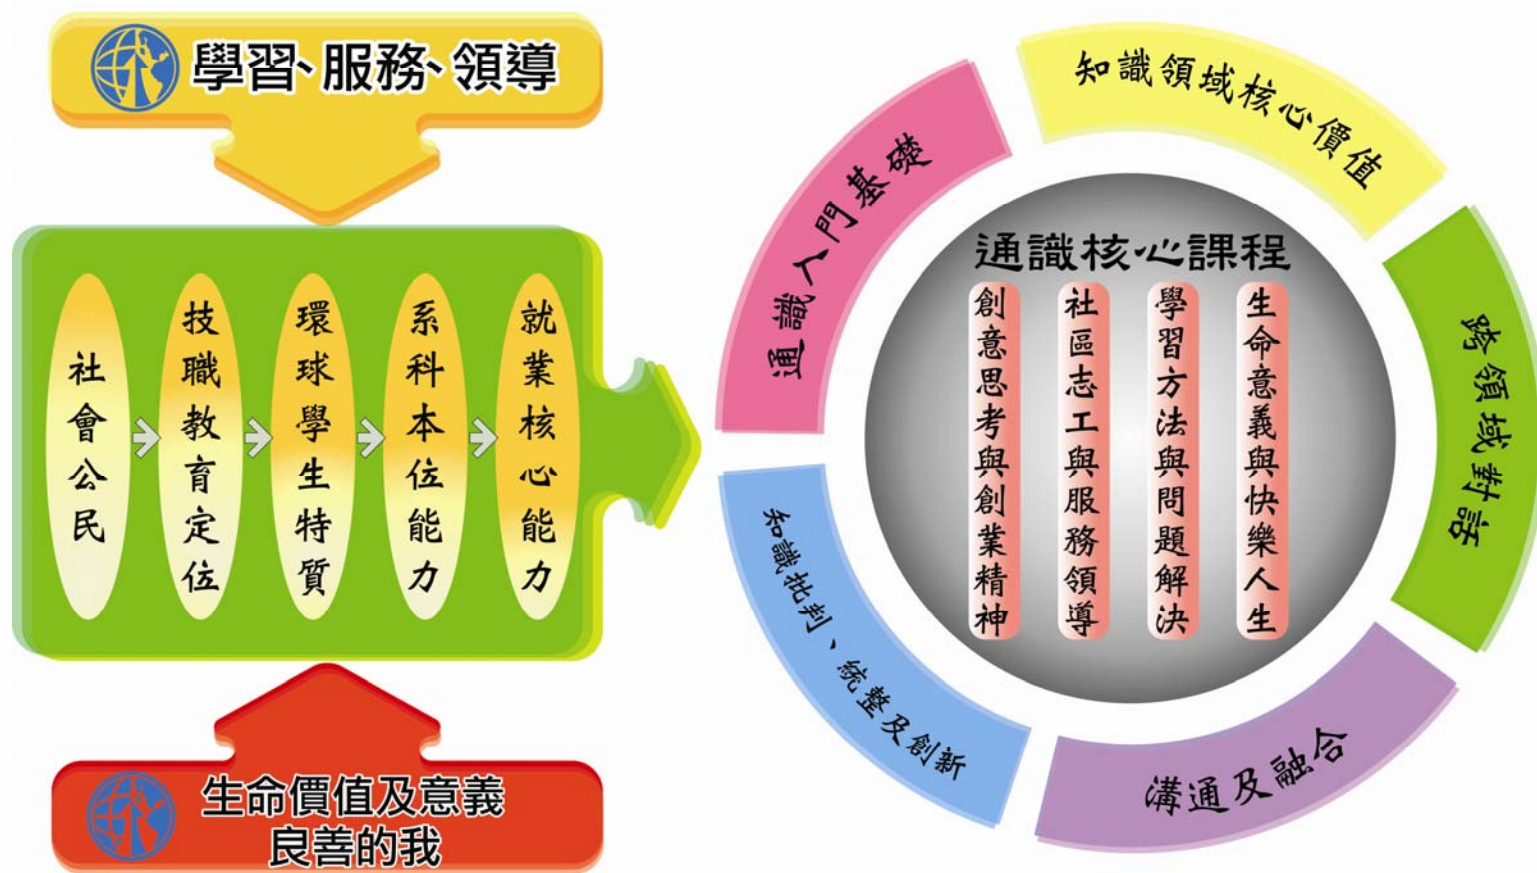 學習、服務、領導
社會公民
技職教育定位
環球學生特質
系科本位能力
就業核心能力
生命價值及意義
良善的我
通識入門基礎
知識領域核心價值
跨領域對話
溝通及融合
知識批判、統整及創新
通識核心課程
創意思考與創業精神
社區志工與服務領導
學習方法與問題解決
生命意義與快樂人生